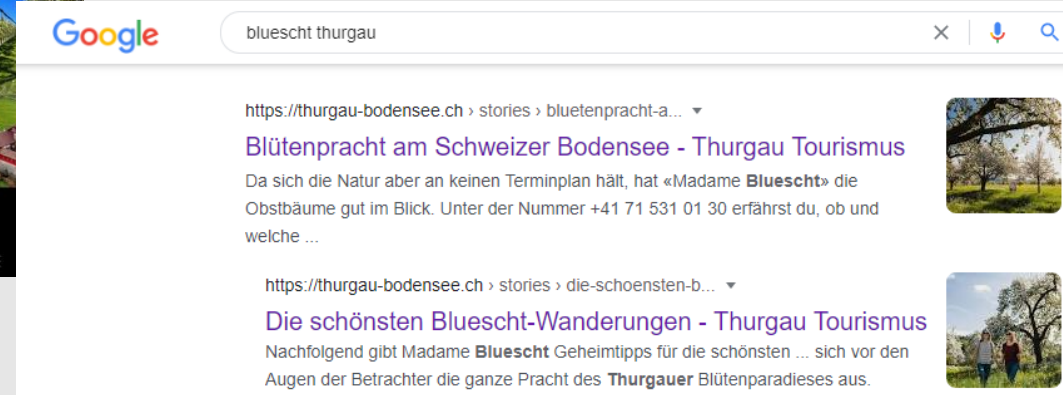 Google
bluescht thurgau
https://thurgau-bodensee.ch › stories › bluetenpracht-a...
Blütenpracht am Schweizer Bodensee - Thurgau Tourismus
Da sich die Natur aber an keinen Terminplan hält, hat «Madame Bluescht» die
Obstbäume gut im Blick. Unter der Nummer +41 71 531 01 30 erfährst du, ob und
welche ...
https://thurgau-bodensee.ch › stories › die-schoensten-b...
Die schönsten Bluescht-Wanderungen - Thurgau Tourismus
Nachfolgend gibt Madame Bluescht Geheimtipps für die schönsten ... sich vor den
Augen der Betrachter die ganze Pracht des Thurgauer Blütenparadieses aus.